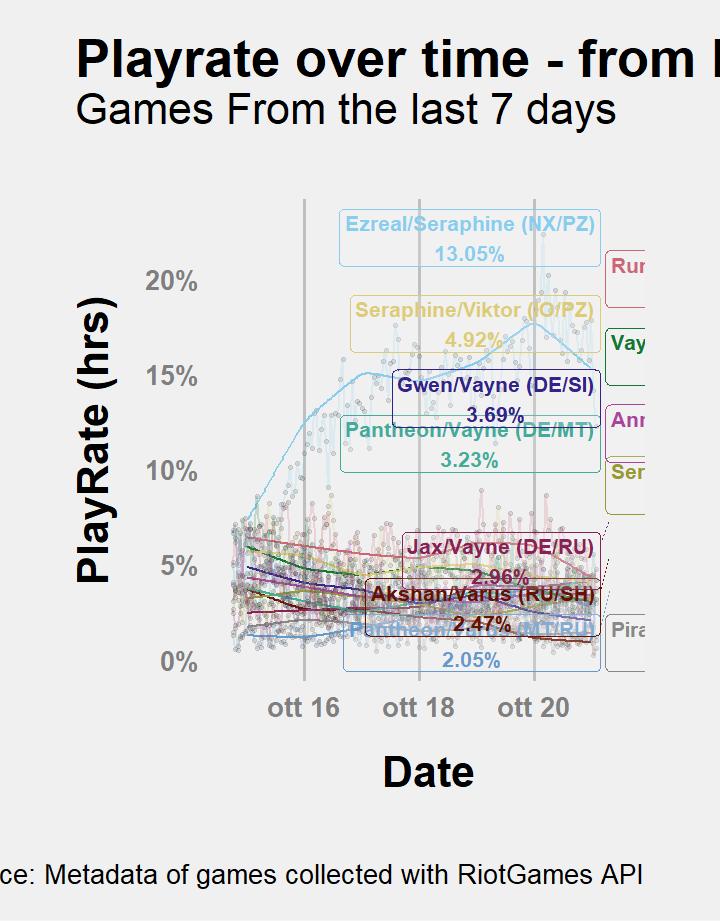 Playrate over time - from
Games From the last 7 days
Ezreal/Seraphine (NX/PZ)
13.05%
Run
20%
Seraphine/Viktor (IO/PZ)
4.92%
Vay
15%
Gwen/Vayne (DE/SI)
3.69%
Ann
Pantheon/Vayne (DE/MT)
3.23%
Ser
10%
PlayRate (hrs)
Jax/Vayne (DE/RU)
2.96%
5%
Akshan/Varus (RU/SH)
2.47%
(MT/RU)
2.05%
Pira
0%
ott 16 ott 18 ott 20
Date
ce: Metadata of games collected with RiotGames API